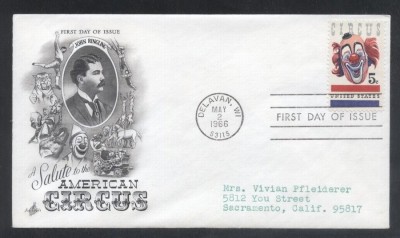 FIRST DAY OF ISSUE
JOHN RINGLING
A Salute to the
AMERICAN
CIRCUS
DELAVAN, WI
MAY
2
1966
53115
CIRCUS
5c
UNITED STATES
FIRST DAY OF ISSUE
Mrs. Vivian Pfleiderer
5812 You Street
Sacramento, Calif. 95817